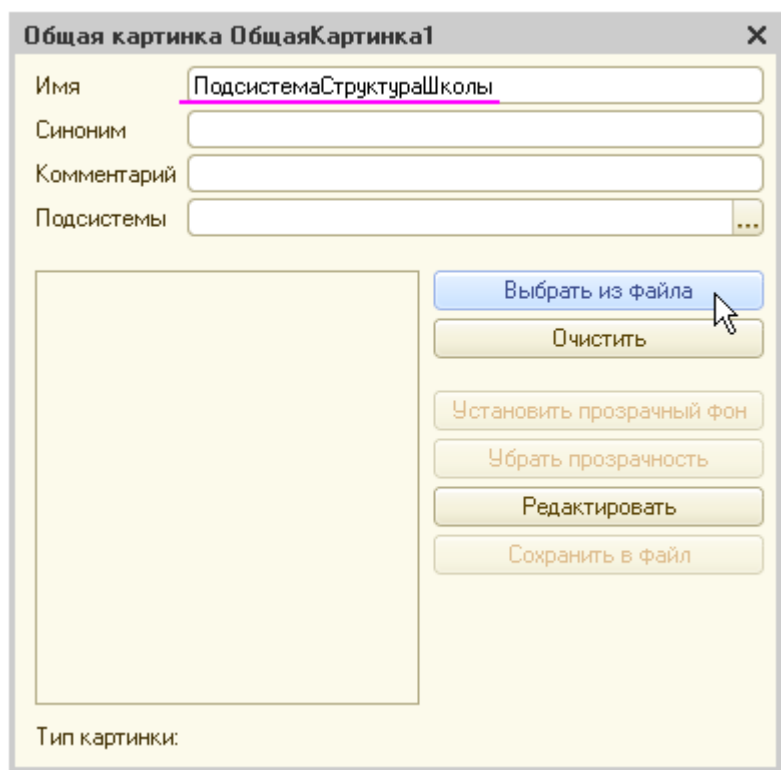 Общая картинка ОбщаяКартинка1
Имя ПодсистемаСтруктураШколы
Синоним
Комментарий
Подсистемы ...
Выбрать из файла
Очистить
Установить прозрачный фон
Убрать прозрачность
Редактировать
Сохранить в файл
Тип картинки: